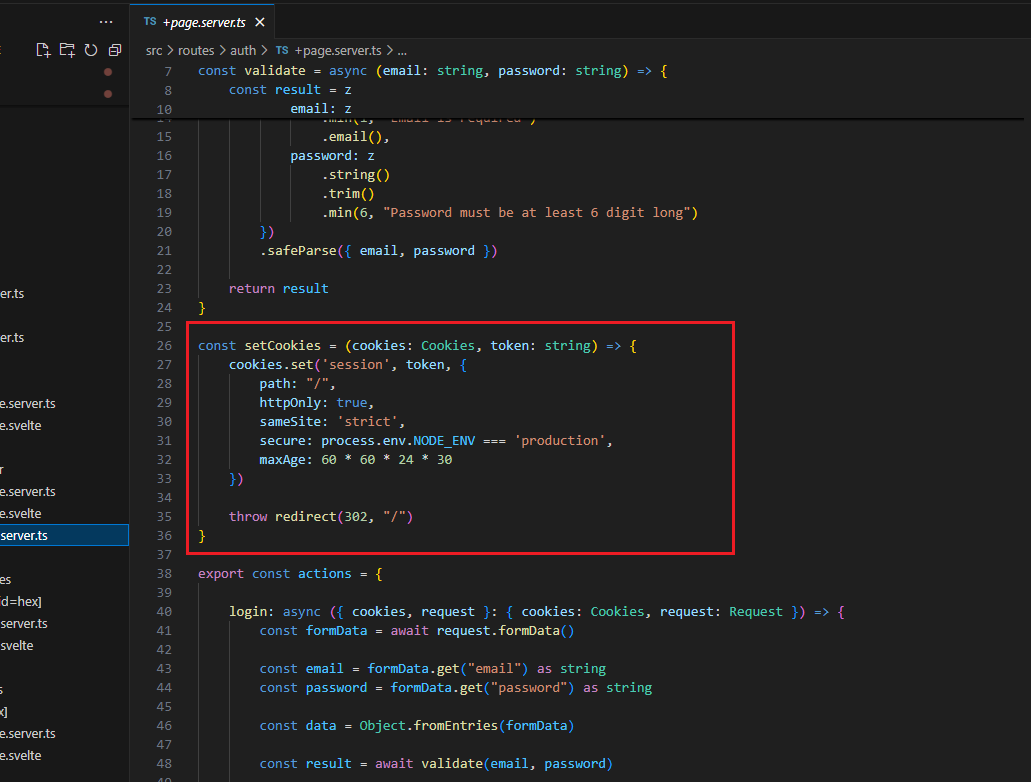 ...
TS +page.server.ts ×
src > routes > auth > TS +page.server.ts > ...
7 const validate = async (email: string, password: string) => {
8 const result = z
10 email: z
15 .email(),
16 password: z
17 .string()
18 .trim()
19 .min(6, "Password must be at least 6 digit long")
20 })
21 .safeParse({ email, password })
22
23 return result
24 }
25
26 const setCookies = (cookies: Cookies, token: string) => {
27 cookies.set('session', token, {
28 path: "/",
29 httpOnly: true,
30 sameSite: 'strict',
31 secure: process.env.NODE_ENV === 'production',
32 maxAge: 60 * 60 * 24 * 30
33 })
34
35 throw redirect(302, "/")
36 }
37
38 export const actions = {
39
40 login: async ({ cookies, request }: { cookies: Cookies, request: Request }) => {
41 const formData = await request.formData()
42
43 const email = formData.get("email") as string
44 const password = formData.get("password") as string
45
46 const data = Object.fromEntries(formData)
47
48 const result = await validate(email, password)
er.ts
er.ts
e.server.ts
e.svelte
r
e.server.ts
e.svelte
server.ts
es
id=hex]
server.ts
svelte
s
x]
e.server.ts
e.svelte